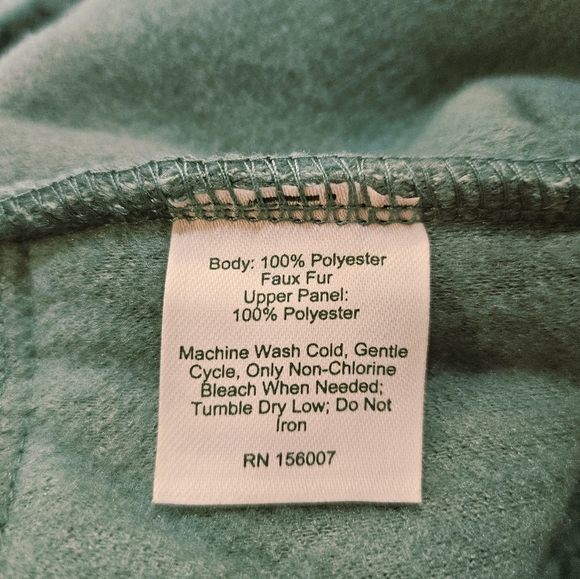 Body: 100% Polyester
Faux Fur
Upper Panel:
100% Polyester
Machine Wash Cold, Gentle
Cycle, Only Non-Chlorine
Bleach When Needed;
Tumble Dry Low; Do Not
Iron
RN 156007